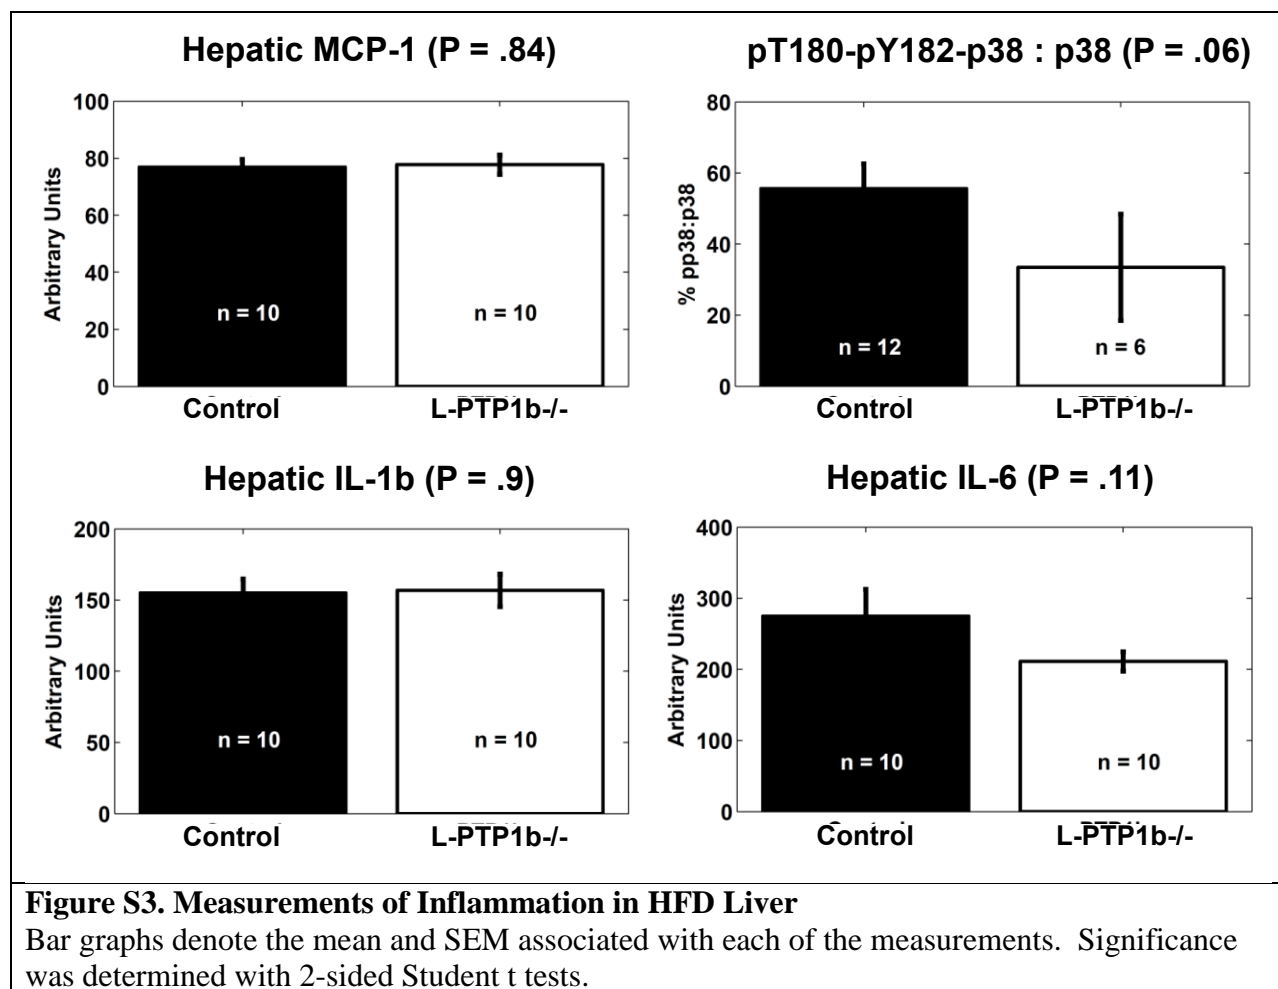 Hepatic MCP-1 (P = .84)
pT180-pY182-p38 : p38 (P = .06)
100
80
60
40
20
0
Arbitrary Units
n = 10
n = 10
Control
L-PTP1b-/-
80
60
40
20
0
% pp38:p38
n = 12
n = 6
Control
L-PTP1b-/-
Hepatic IL-1b (P = .9)
Hepatic IL-6 (P = .11)
200
150
100
50
0
Arbitrary Units
n = 10
n = 10
Control
L-PTP1b-/-
400
300
200
100
0
Arbitrary Units
n = 10
n = 10
Control
L-PTP1b-/-
Figure S3. Measurements of Inflammation in HFD Liver
Bar graphs denote the mean and SEM associated with each of the measurements.  Significance
was determined with 2-sided Student t tests.